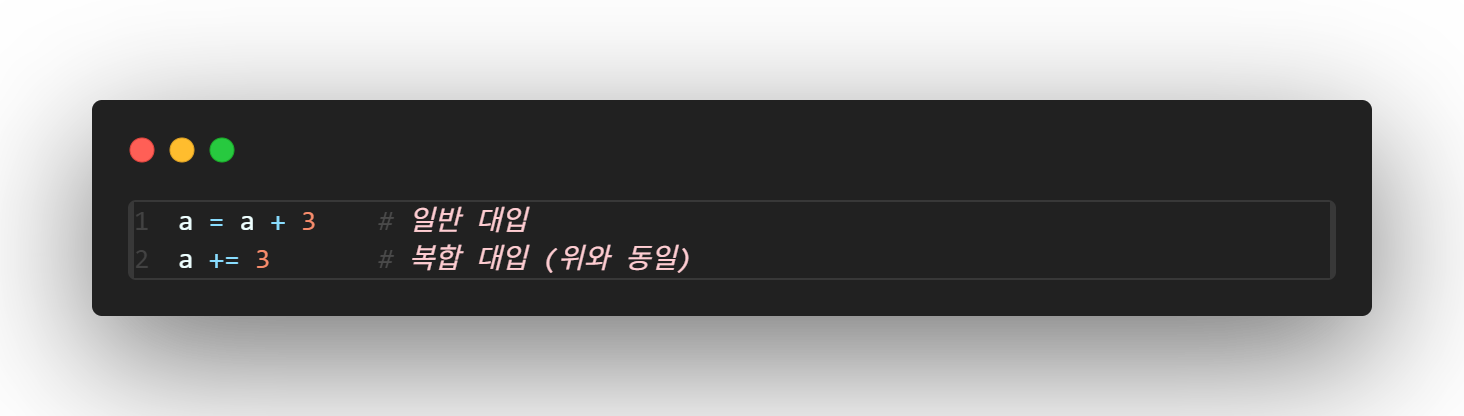 1 a = a + 3 # 일반 대입
2 a += 3 # 복합 대입 (위와 동일)